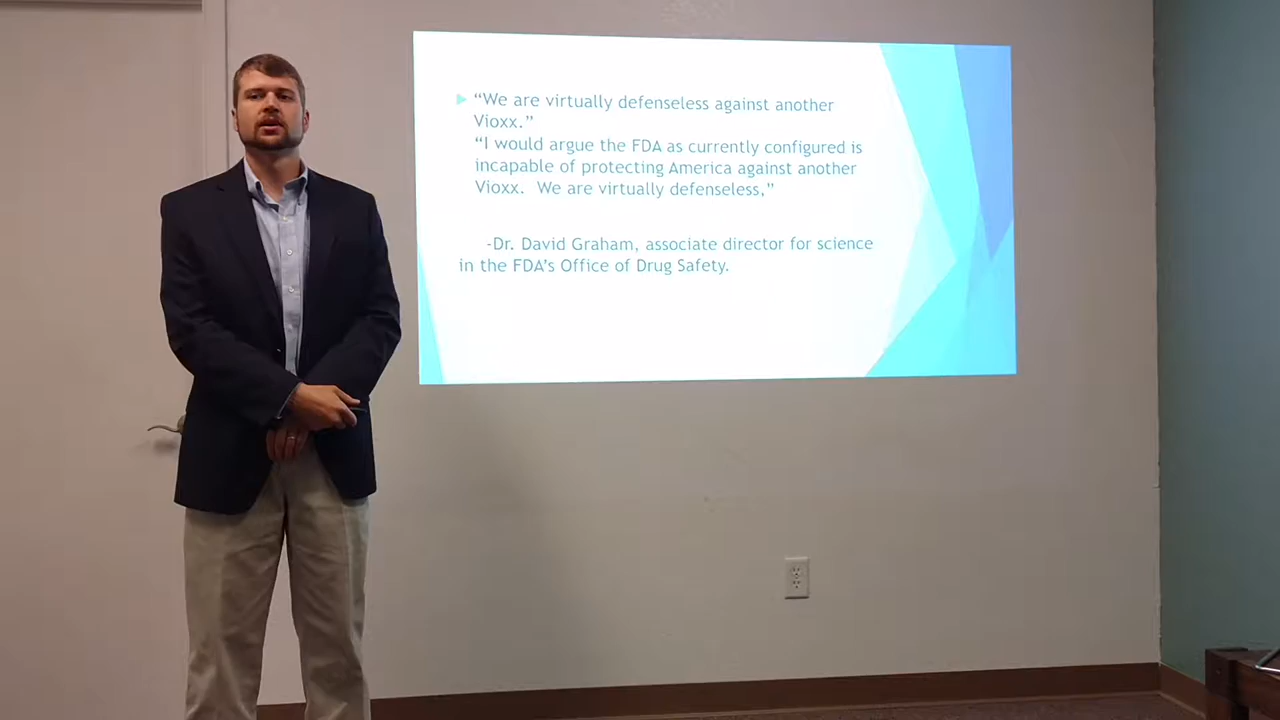 “We are virtually defenseless against another
Vioxx.”
“I would argue the FDA as currently configured is
incapable of protecting America against another
Vioxx.  We are virtually defenseless,”
-Dr. David Graham, associate director for science
in the FDA’s Office of Drug Safety.